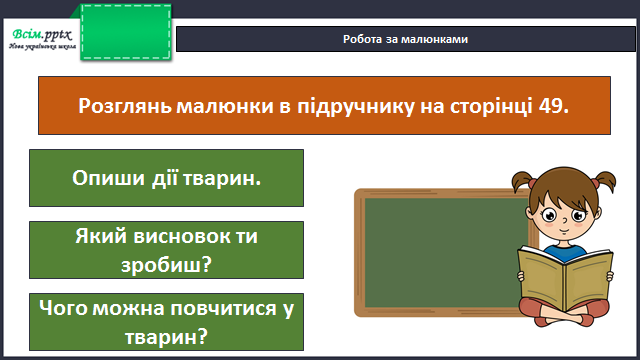 Всім.pptx
Нова українська школа
Робота за малюнками
Розглянь малюнки в підручнику на сторінці 49.
Опиши дії тварин.
Який висновок ти
зробиш?
Чого можна повчитися у
тварин?